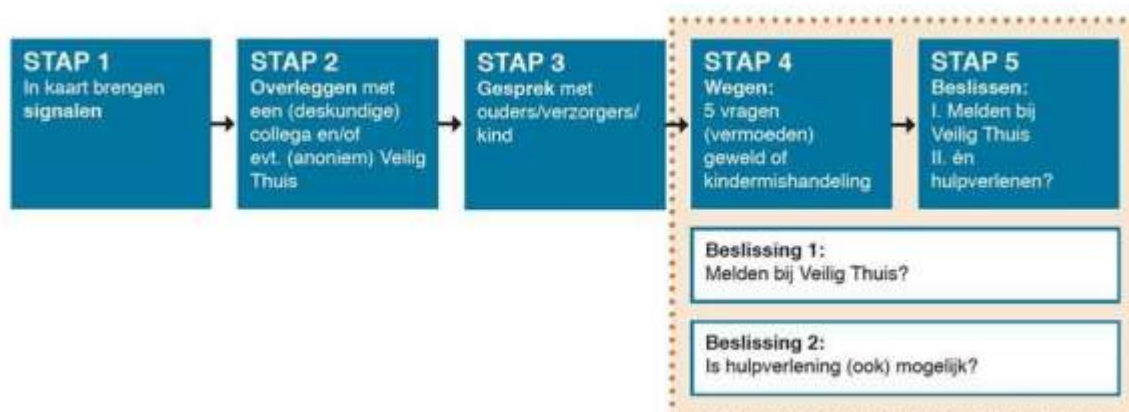 STAP 1
In kaart brengen
signalen
STAP 2
Overleggen met
een (deskundige)
collega en/of
evt. (anoniem) Veilig
Thuis
STAP 3
Gesprek met
ouders/verzorgers/
kind
STAP 4
Wegen:
5 vragen
(vermoeden)
geweld of
kindermishandeling
STAP 5
Beslissen:
I. Melden bij
Veilig Thuis
II. én
hulpverlenen?
Beslissing 1:
Melden bij Veilig Thuis?
Beslissing 2:
Is hulpverlening (ook) mogelijk?